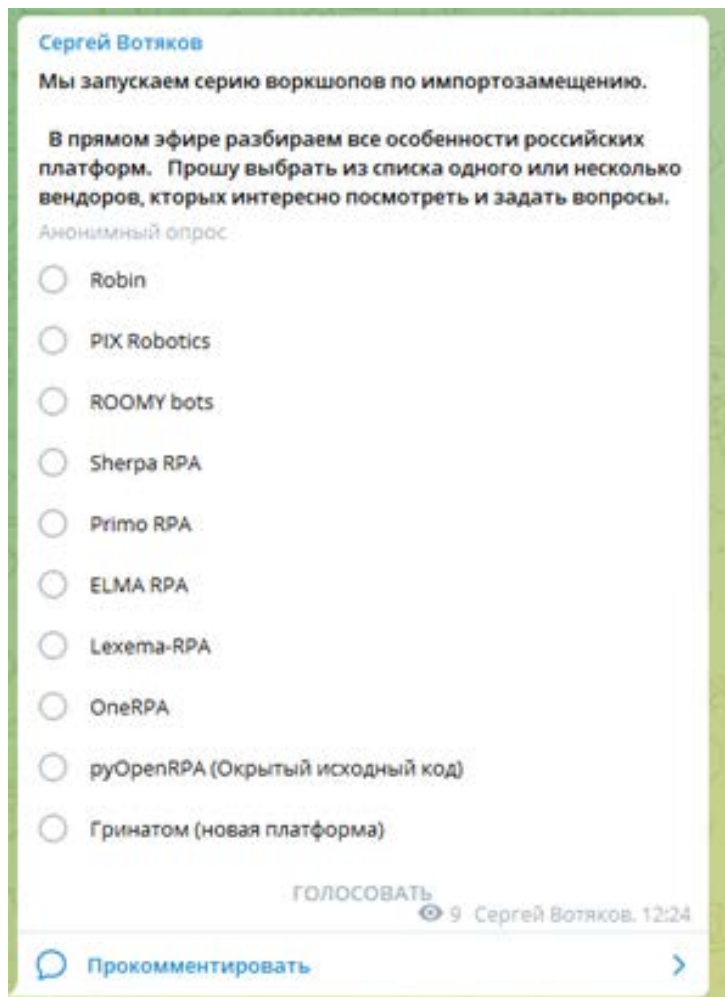 Сергей Вотяков
Мы запускаем серию воркшопов по импортозамещению.
В прямом эфире разбираем все особенности российских
платформ. Прошу выбрать из списка одного или несколько
вендоров, кторых интересно посмотреть и задать вопросы.
Анонимный опрос
Robin
PIX Robotics
ROOMY bots
Sherpa RPA
Primo RPA
ELMA RPA
Lexema-RPA
OneRPA
pyOpenRPA (Окрытый исходный код)
Гринатом (новая платформа)
ГОЛОСОВАТЬ
9 Сергей Вотяков, 12:24
Прокомментировать